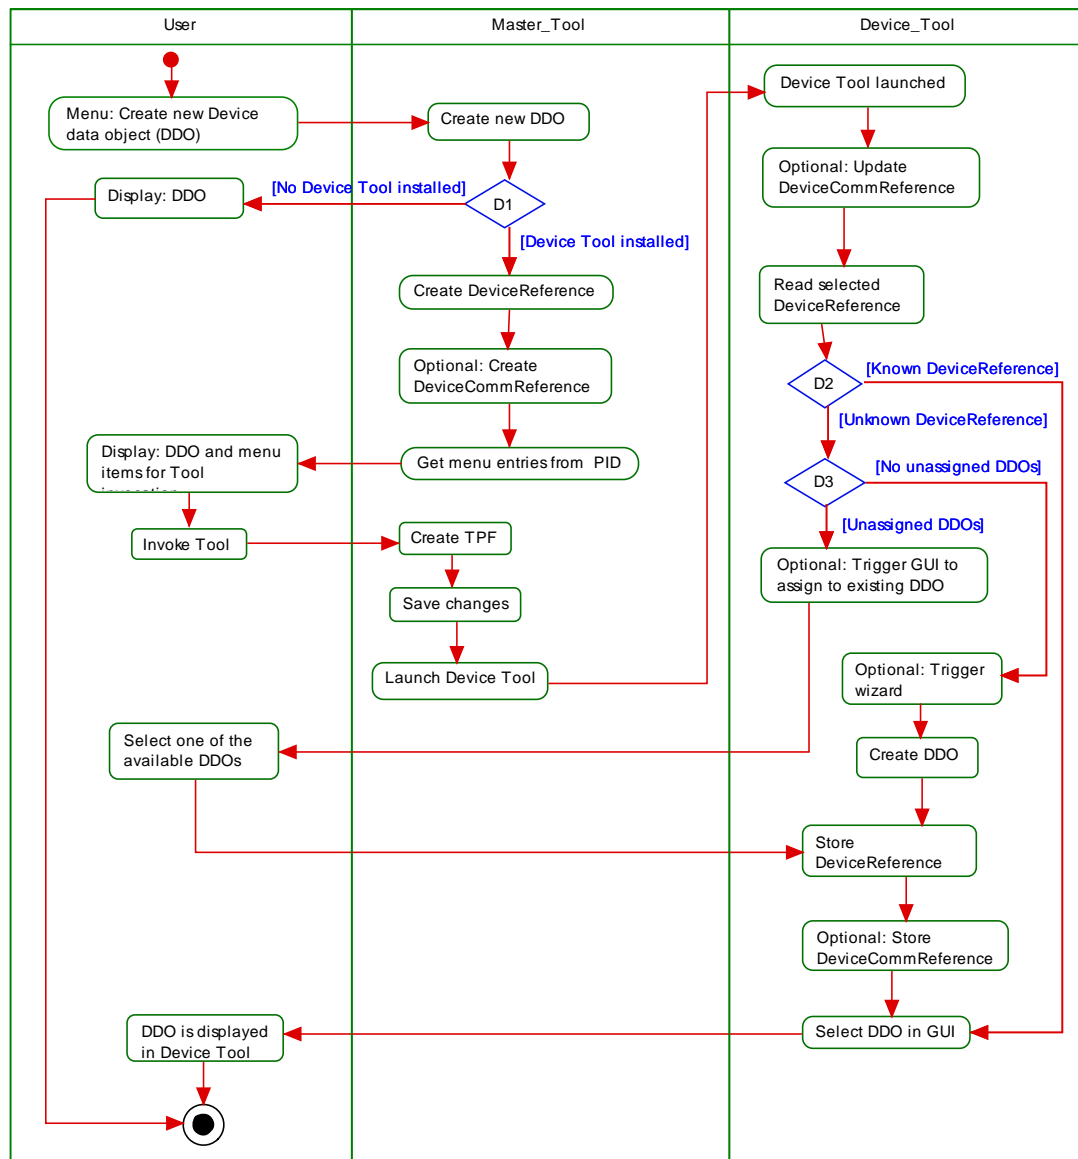 User
Master_Tool
Device_Tool
Menu: Create new Device
data object (DDO)
Create new DDO
Device Tool launched
Optional: Update
DeviceCommReference
Display: DDO
[No Device Tool installed]
D1
[Device Tool installed]
Create DeviceReference
Read selected
DeviceReference
Optional: Create
DeviceCommReference
D2
[Known DeviceReference]
[Unknown DeviceReference]
Display: DDO and menu
items for Tool
Get menu entries from PID
D3
[No unassigned DDOs]
[Unassigned DDOs]
Invoke Tool
Create TPF
Optional: Trigger GUI to
assign to existing DDO
Save changes
Launch Device Tool
Optional: Trigger
wizard
Select one of the
available DDOs
Create DDO
Store
DeviceReference
Optional: Store
DeviceCommReference
DDO is displayed
in Device Tool
Select DDO in GUI